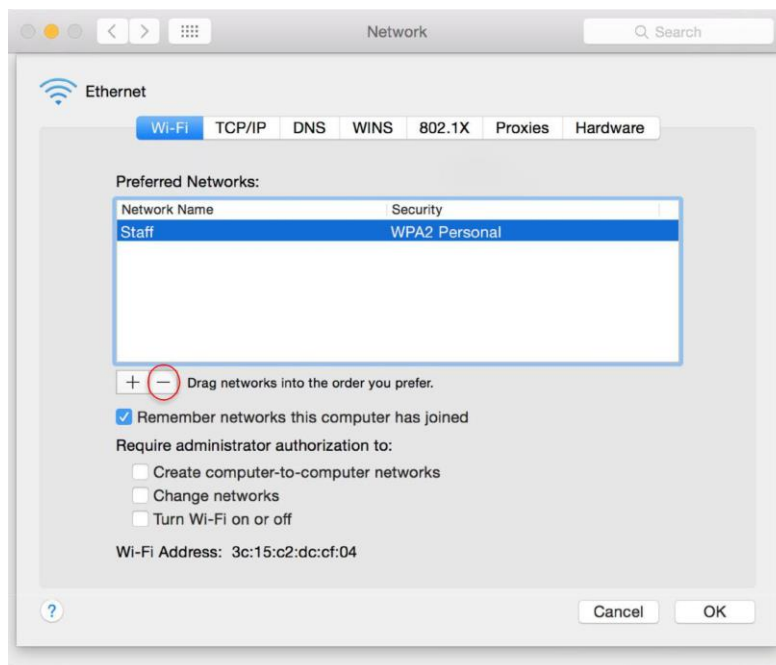 Network
Search
Ethernet
Wi-Fi TCP/IP DNS WINS 802.1X Proxies Hardware
Preferred Networks:
Network Name Security
Staff WPA2 Personal
+ − Drag networks into the order you prefer.
Remember networks this computer has joined
Require administrator authorization to:
Create computer-to-computer networks
Change networks
Turn Wi-Fi on or off
Wi-Fi Address: 3c:15:c2:dc:cf:04
? Cancel OK